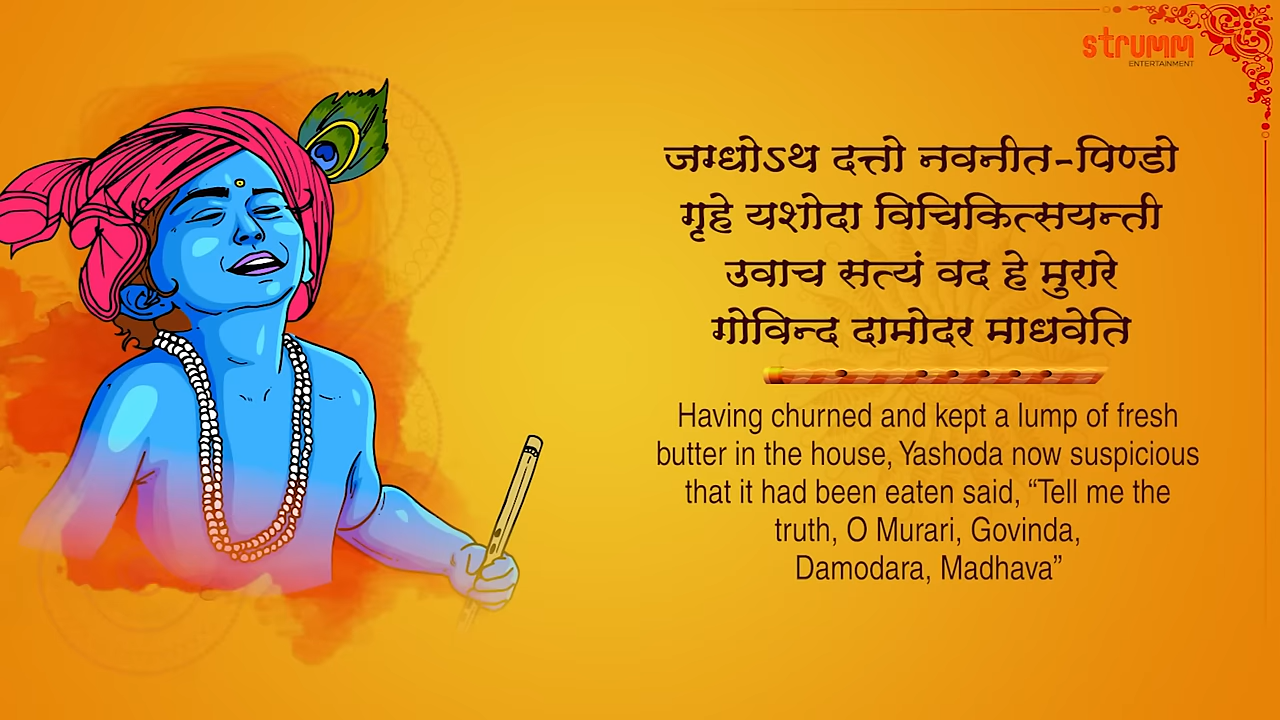 strumm
ENTERTAINMENT
जग्धोऽथ दत्तो नवनीत-पिण्डो
गृहे यशोदा विचिकित्सयन्ती
उवाच सत्यं वद हे मुरारे
गोविन्द दामोदर माधवेति
Having churned and kept a lump of fresh
butter in the house, Yashoda now suspicious
that it had been eaten said, “Tell me the
truth, O Murari, Govinda,
Damodara, Madhava”